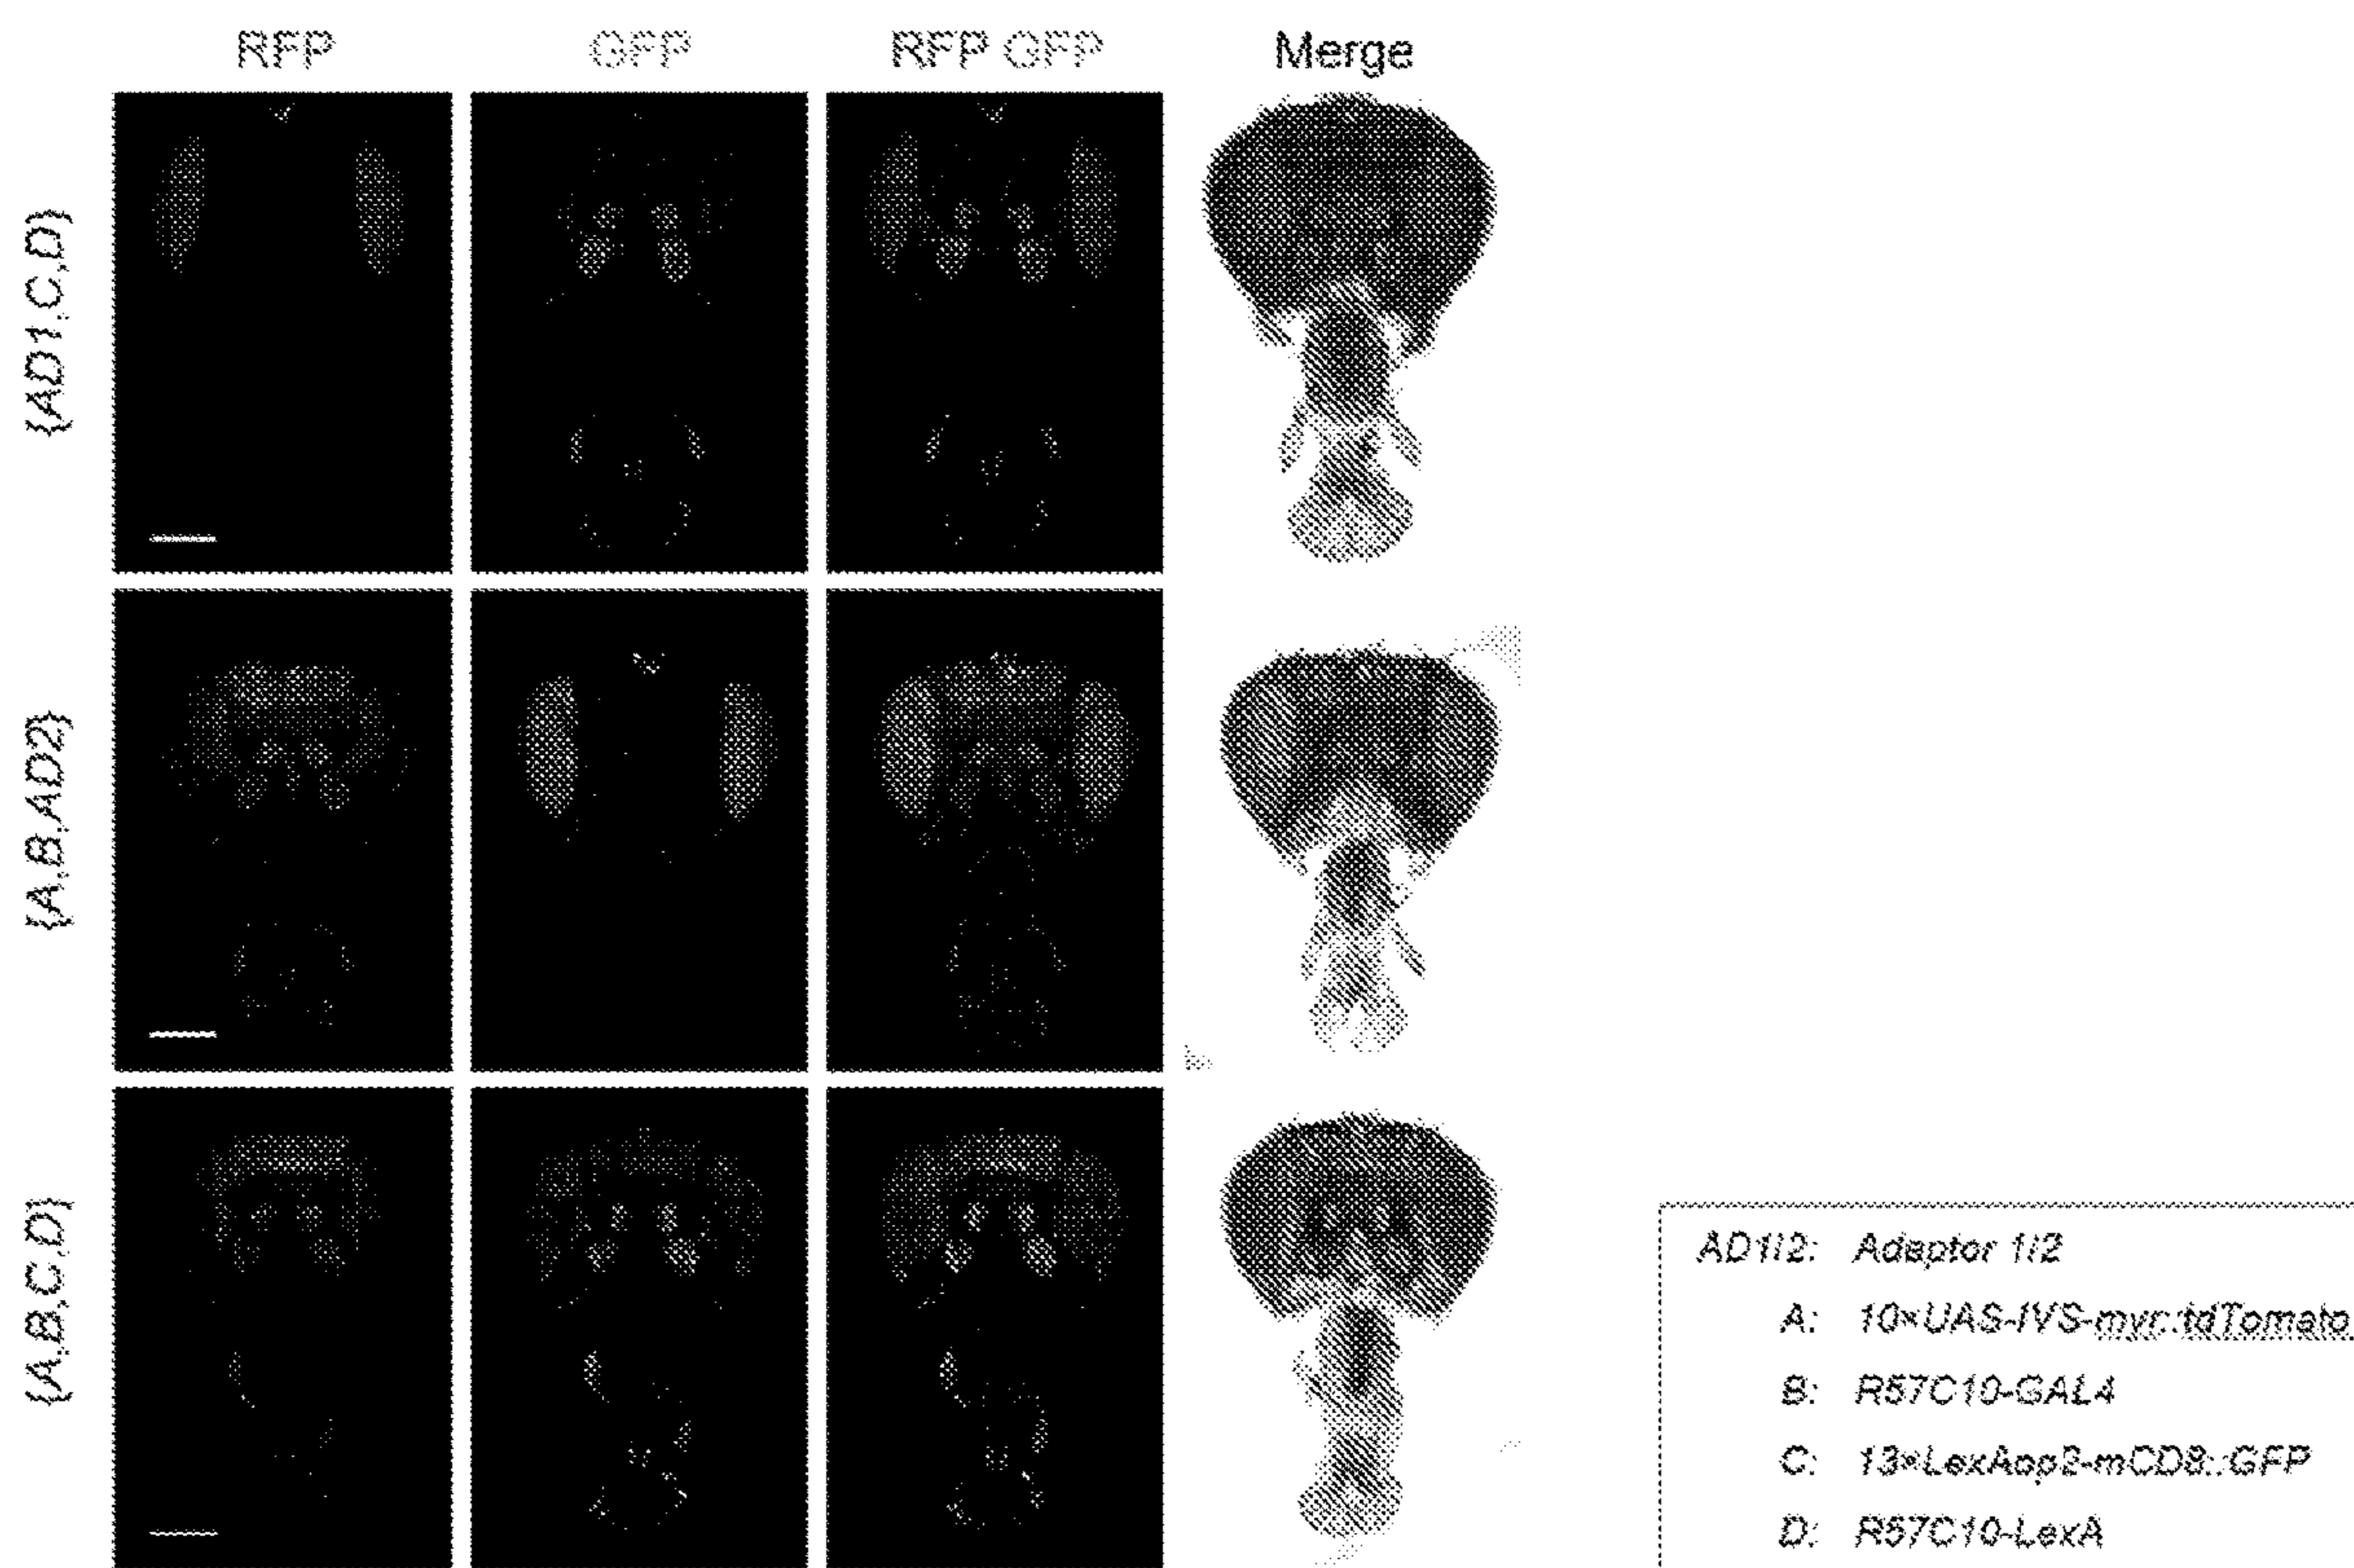 RFP GFP RFP GFP Merge
{AD1,C,D}
{A,B,AD2}
{A,B,C,D}
AD1/2: Adaptor 1/2
A: 10×UAS-IVS-myr::tdTomato
B: R57C10-GAL4
C: 13×LexAop2-mCD8::GFP
D: R57C10-LexA